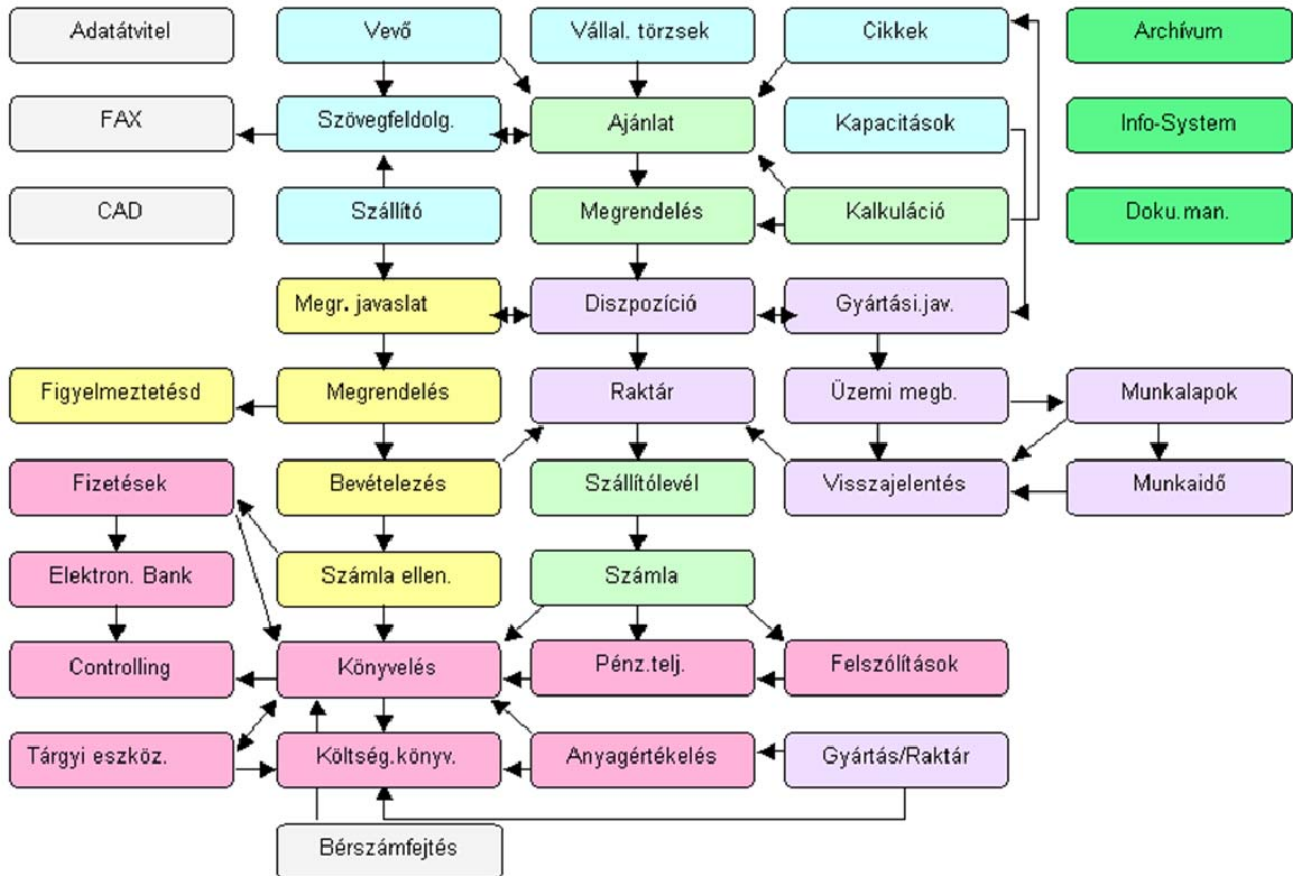 Adatátvitel
Vevő
Vállal. törzsek
Cikkek
Archívum
FAX
Szövegfeldolg.
Ajánlat
Kapacitások
Info-System
CAD
Szállító
Megrendelés
Kalkuláció
Doku.man.
Megr. javaslat
Diszpozíció
Gyártási.jav.
Figyelmeztetésd
Megrendelés
Raktár
Üzemi megb.
Munkalapok
Fizetések
Bevételezés
Szállítólevél
Visszajelentés
Munkaidő
Elektron. Bank
Számla ellen.
Számla
Controlling
Könyvelés
Pénz.telj.
Felszólítások
Tárgyi eszköz.
Költség.könyv.
Anyagértékelés
Gyártás/Raktár
Bérszámfejtés